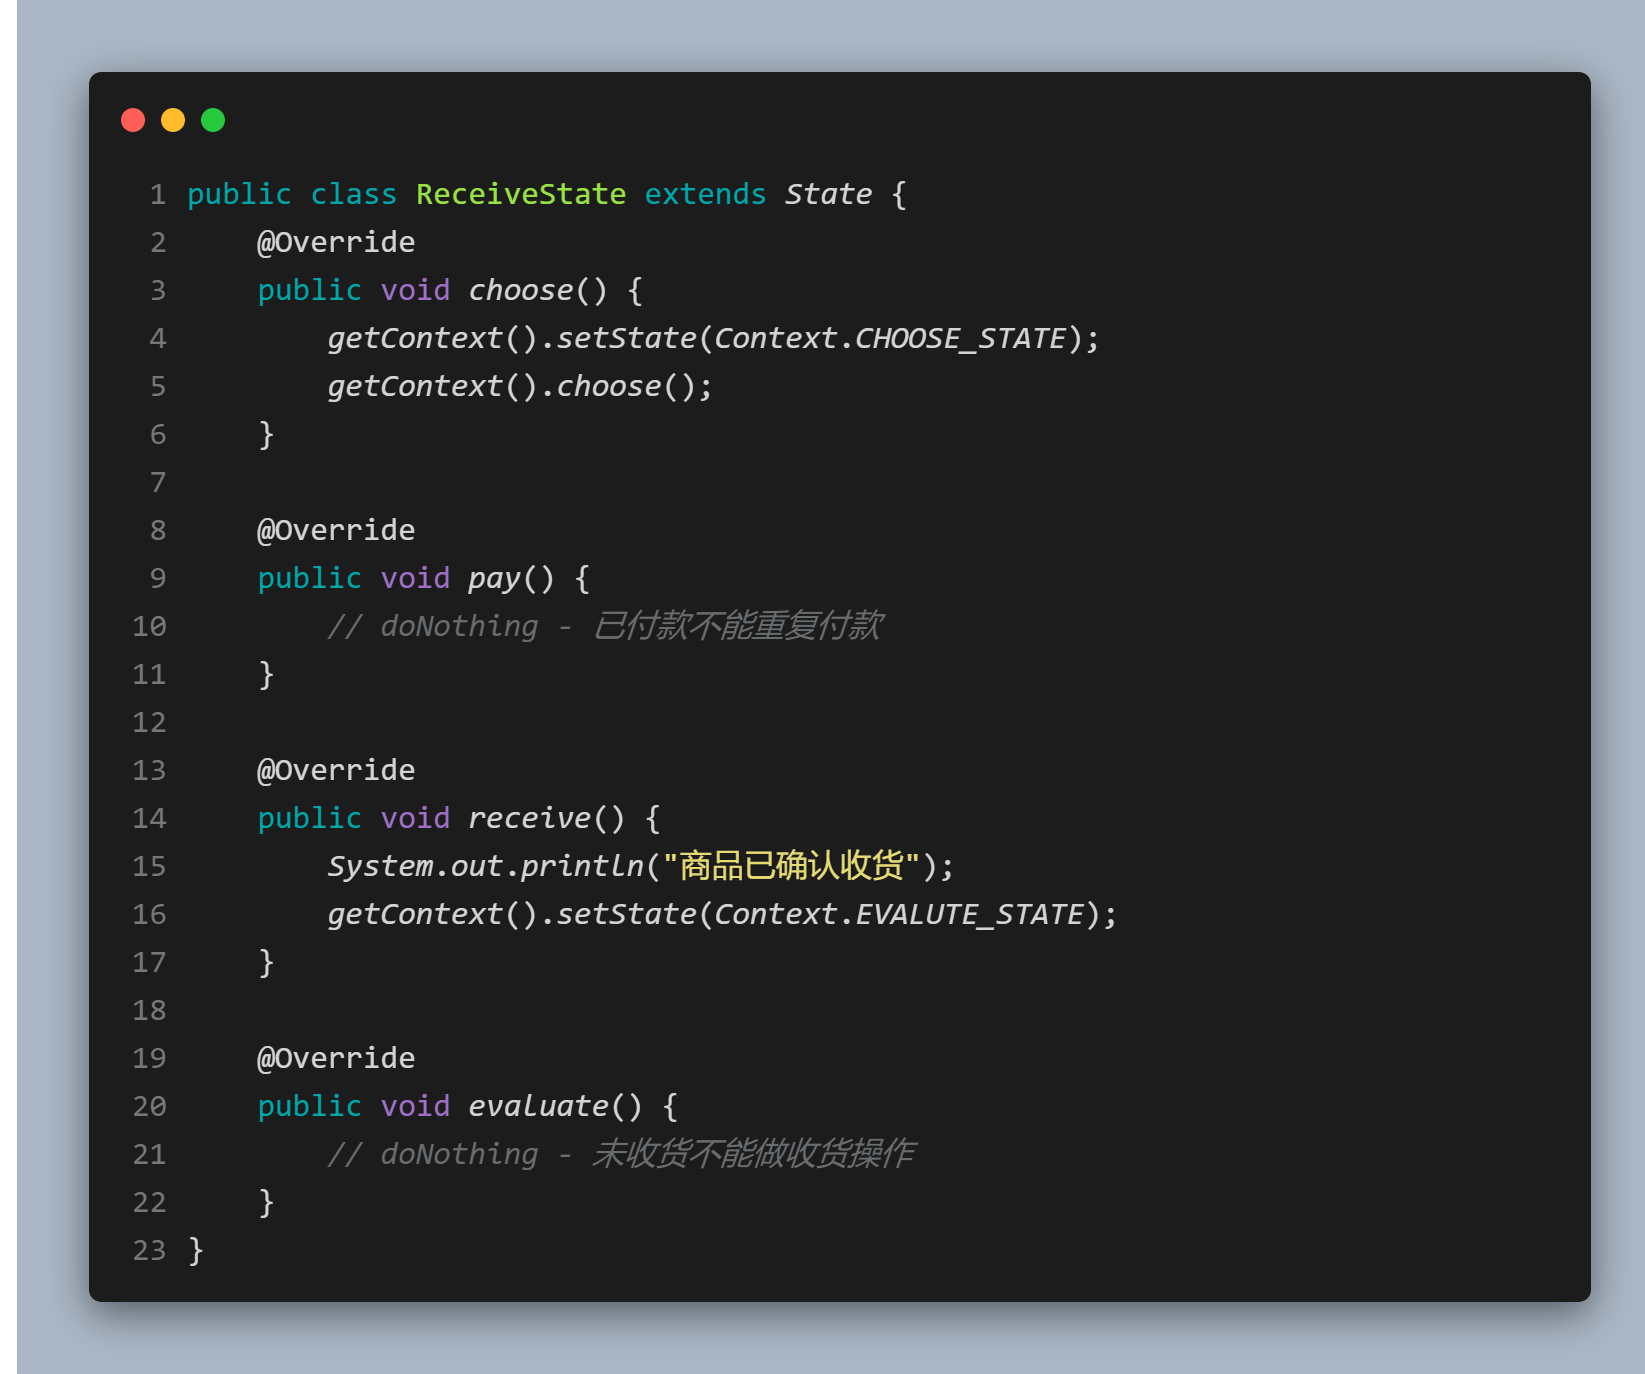 1 public class ReceiveState extends State {
2     @Override
3     public void choose() {
4         getContext().setState(Context.CHOOSE_STATE);
5         getContext().choose();
6     }
7
8     @Override
9     public void pay() {
10         // doNothing - 已付款不能重复付款
11     }
12
13     @Override
14     public void receive() {
15         System.out.println("商品已确认收货");
16         getContext().setState(Context.EVALUTE_STATE);
17     }
18
19     @Override
20     public void evaluate() {
21         // doNothing - 未收货不能做收货操作
22     }
23 }